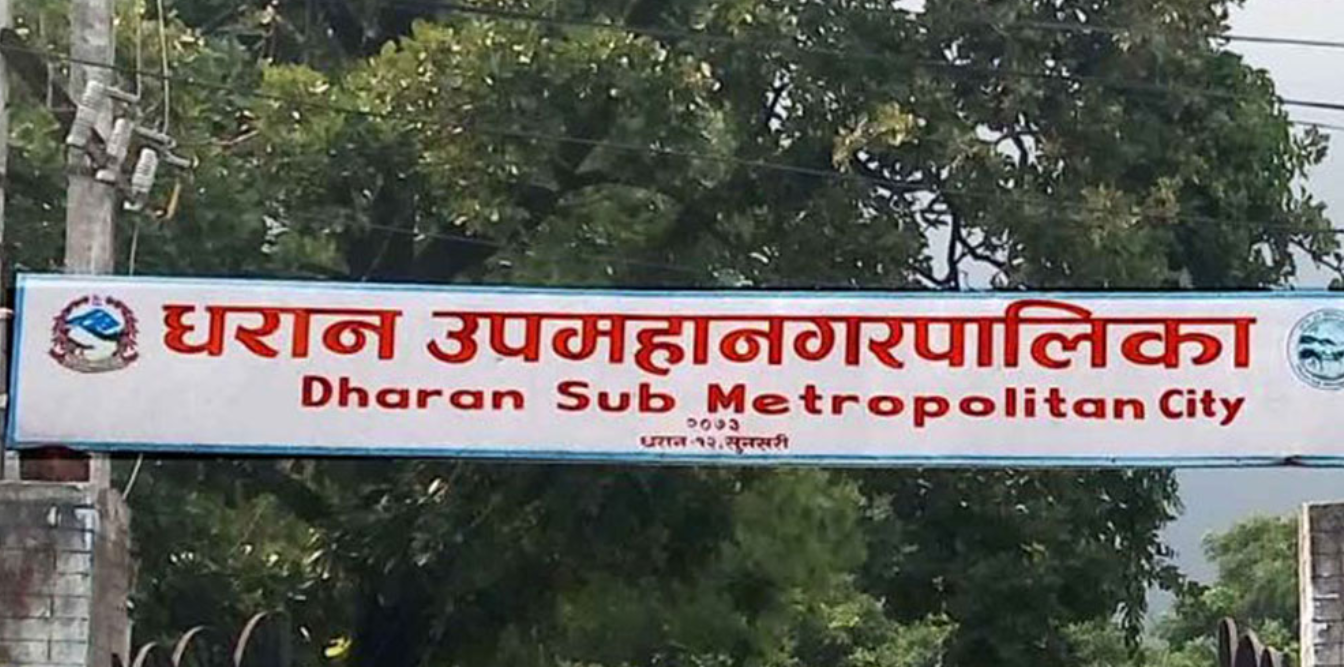 धरान उपमहानगरपालिका
Dharan Sub Metropolitan City
२०७३
धरान-१२, सुनसरी